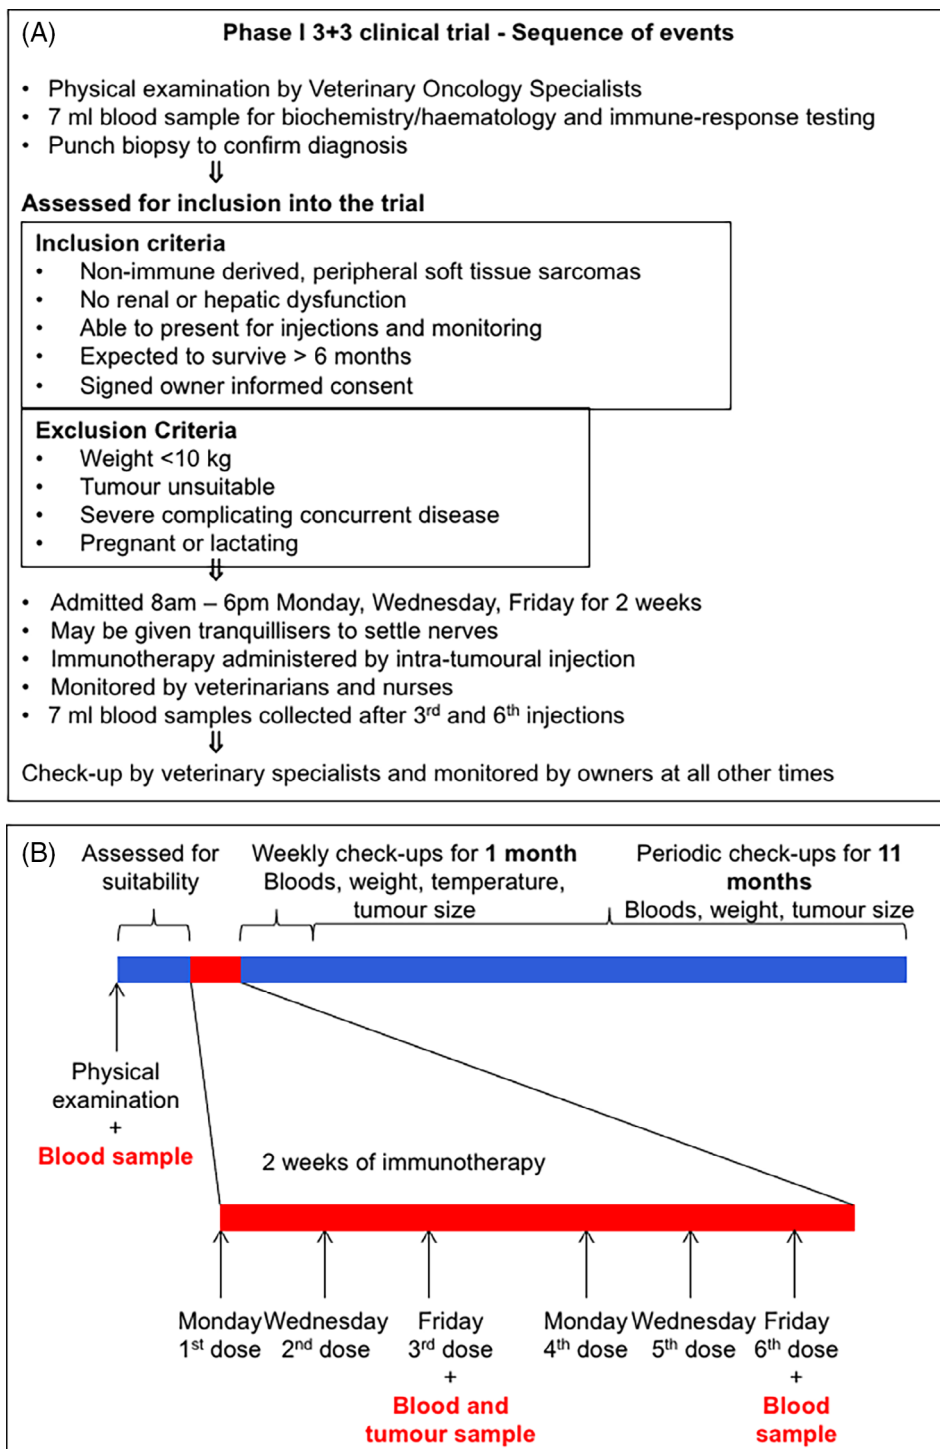 (A)
Phase I 3+3 clinical trial - Sequence of events
• Physical examination by Veterinary Oncology Specialists
• 7 ml blood sample for biochemistry/haematology and immune-response testing
• Punch biopsy to confirm diagnosis
⇓
Assessed for inclusion into the trial
Inclusion criteria
• Non-immune derived, peripheral soft tissue sarcomas
• No renal or hepatic dysfunction
• Able to present for injections and monitoring
• Expected to survive > 6 months
• Signed owner informed consent
Exclusion Criteria
• Weight <10 kg
• Tumour unsuitable
• Severe complicating concurrent disease
• Pregnant or lactating
⇓
• Admitted 8am – 6pm Monday, Wednesday, Friday for 2 weeks
• May be given tranquillisers to settle nerves
• Immunotherapy administered by intra-tumoural injection
• Monitored by veterinarians and nurses
• 7 ml blood samples collected after 3rd and 6th injections
⇓
Check-up by veterinary specialists and monitored by owners at all other times
(B)
Assessed for
suitability
Weekly check-ups for 1 month
Bloods, weight, temperature,
tumour size
Periodic check-ups for 11
months
Bloods, weight, tumour size
Physical
examination
+
Blood sample
2 weeks of immunotherapy
Monday
1st dose
Wednesday
2nd dose
Friday
3rd dose
+
Blood and
tumour sample
Monday
4th dose
Wednesday
5th dose
Friday
6th dose
+
Blood
sample